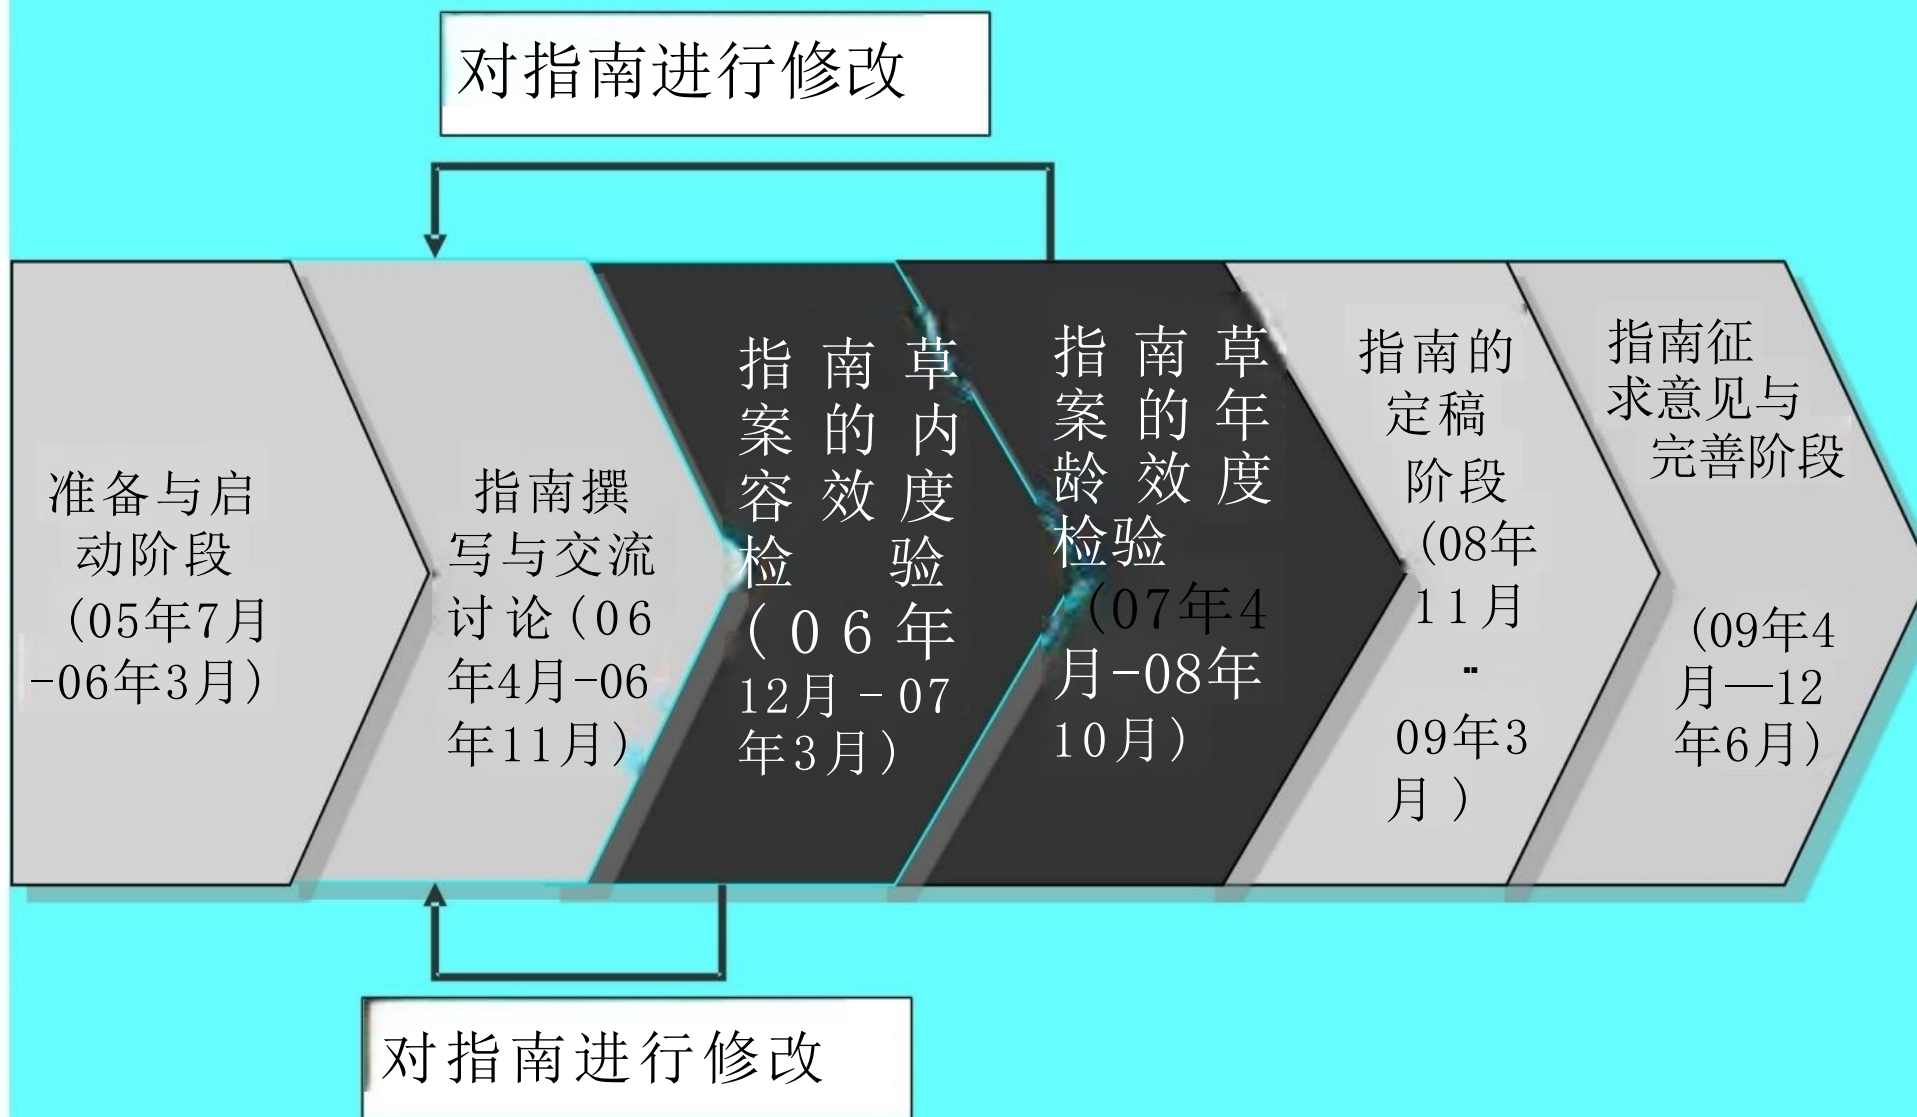 对指南进行修改
准备与启
动阶段
(05年7月
-06年3月)
指南撰
写与交流
讨论(06
年4月-06
年11月)
指南草
案的内
容效度
检验
(06年
12月-07
年3月)
指南草
案的年
龄效度
检验
(07年4
月-08年
10月)
指南的
定稿
阶段
(08年
11月
--
09年3
月)
指南征
求意见与
完善阶段
(09年4
月—12
年6月)
对指南进行修改